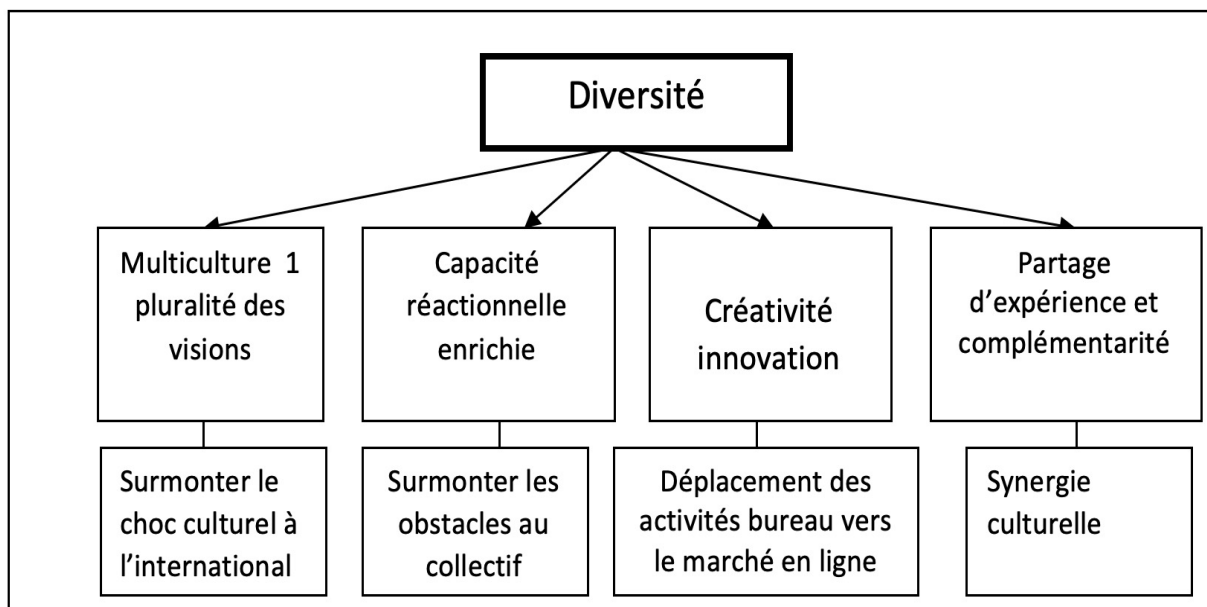 Diversité
Multiculture 1
pluralité des
visions
Capacité
réactionnelle
enrichie
Créativité
innovation
Partage
d’expérience et
complémentarité
Surmonter le
choc culturel à
l’international
Surmonter les
obstacles au
collectif
Déplacement des
activités bureau vers
le marché en ligne
Synergie
culturelle